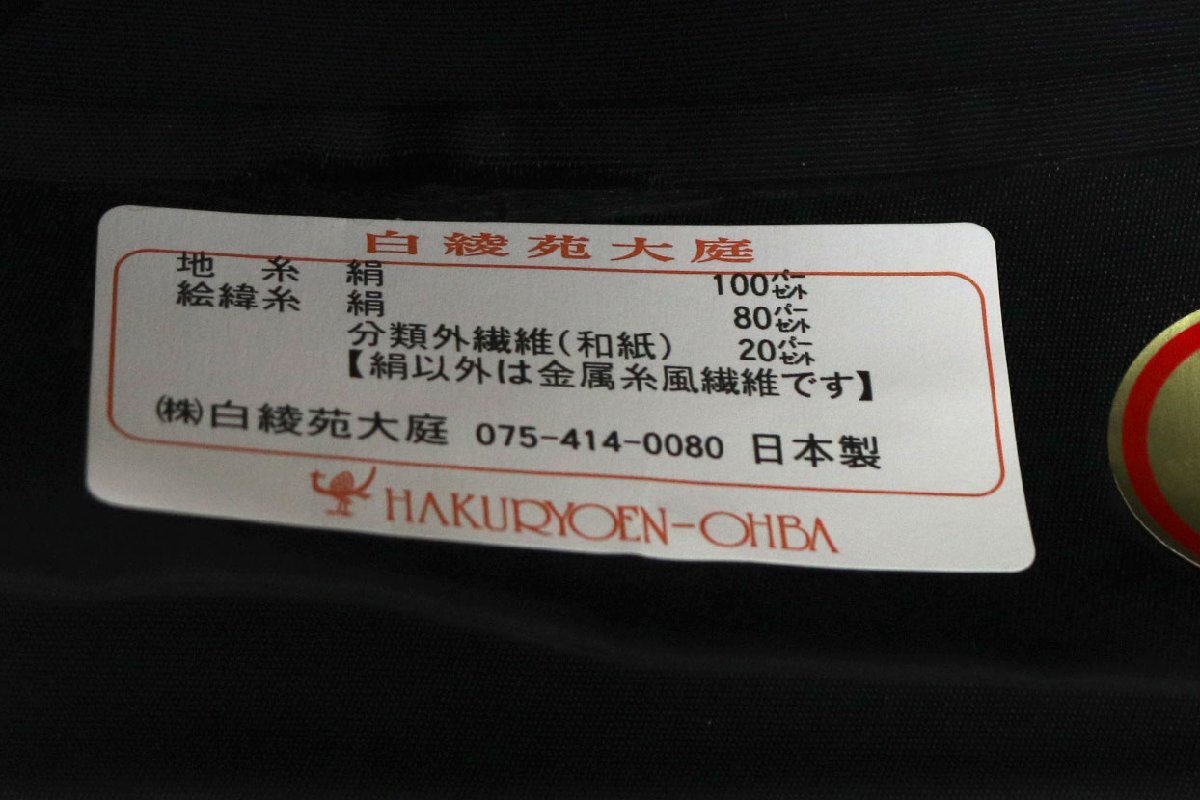 白綾苑大庭
地 糸 絹 100パーセント
絵緯糸 絹 80パーセント
分類外繊維(和紙) 20パーセント
【絹以外は金属糸風繊維です】
㈱白綾苑大庭 075-414-0080 日本製
HAKURYOEN-OHBA